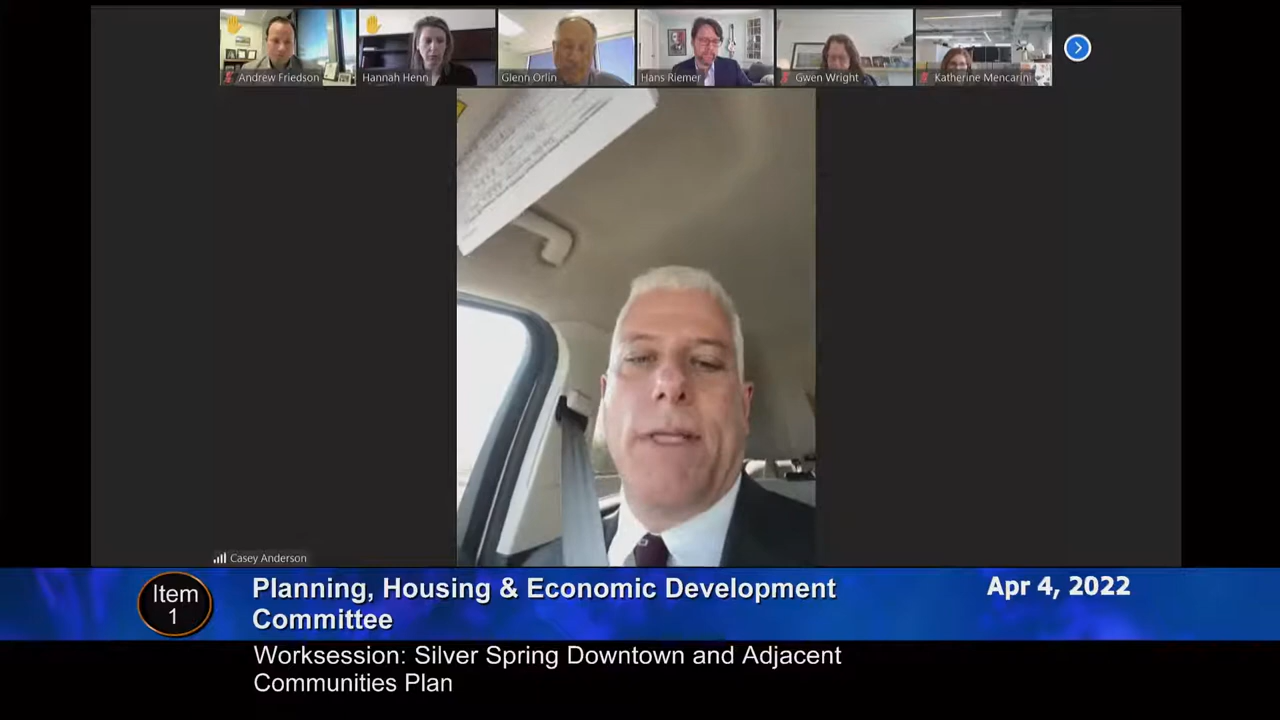 Andrew Friedson
Hannah Henn
Glenn Orlin
Hans Riemer
Gwen Wright
Katherine Mencarini
Casey Anderson
Item
1
Planning, Housing & Economic Development
Committee
Apr 4, 2022
Worksession: Silver Spring Downtown and Adjacent
Communities Plan